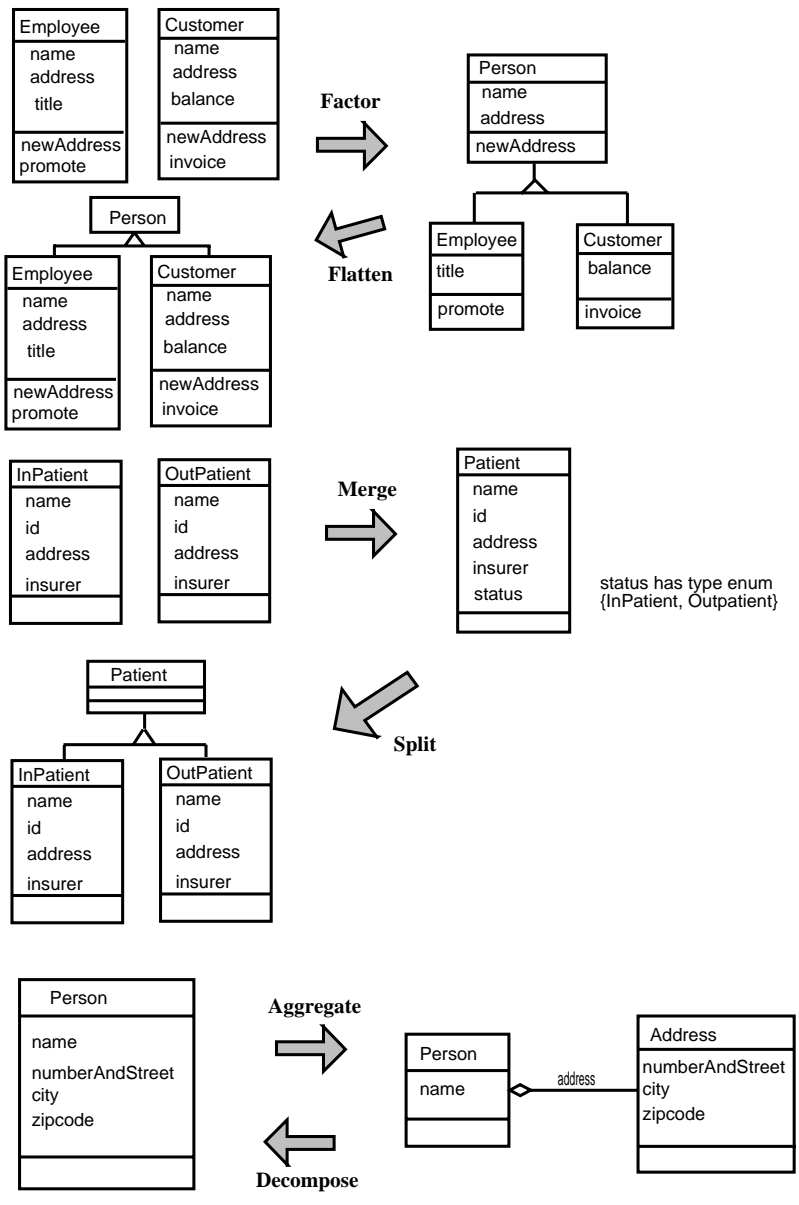 Employee
name
address
title
newAddress
promote
Customer
name
address
balance
newAddress
invoice
Factor
Person
name
address
newAddress
Employee
title
promote
Customer
balance
invoice
Flatten
Person
Employee
name
address
title
newAddress
promote
Customer
name
address
balance
newAddress
invoice
InPatient
name
id
address
insurer
OutPatient
name
id
address
insurer
Merge
Patient
name
id
address
insurer
status
status has type enum
{InPatient, Outpatient}
Split
Patient
InPatient
name
id
address
insurer
OutPatient
name
id
address
insurer
Person
name
numberAndStreet
city
zipcode
Aggregate
Decompose
Person
name
address
Address
numberAndStreet
city
zipcode